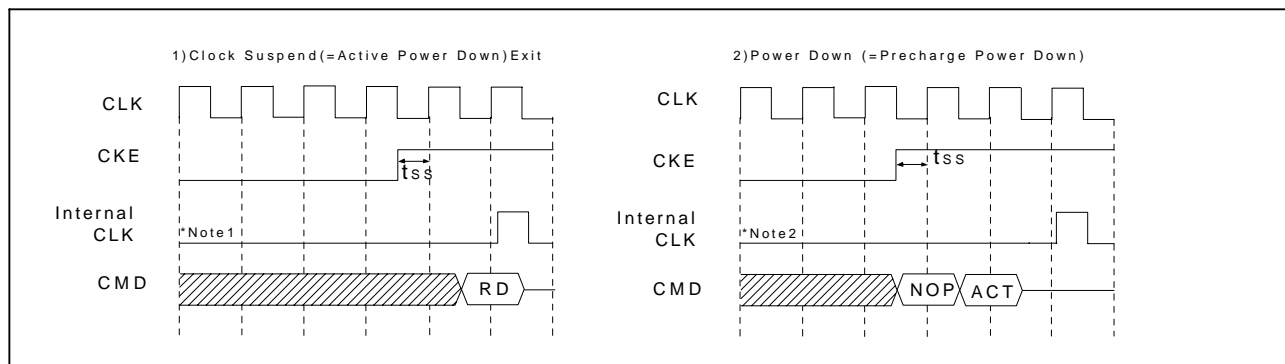 1)Clock Suspend(=Active Power Down)Exit
CLK
CKE
tss
Internal
CLK
*Note1
CMD
RD
2)Power Down (=Precharge Power Down)
CLK
CKE
tss
Internal
CLK
*Note2
CMD
NOP
ACT